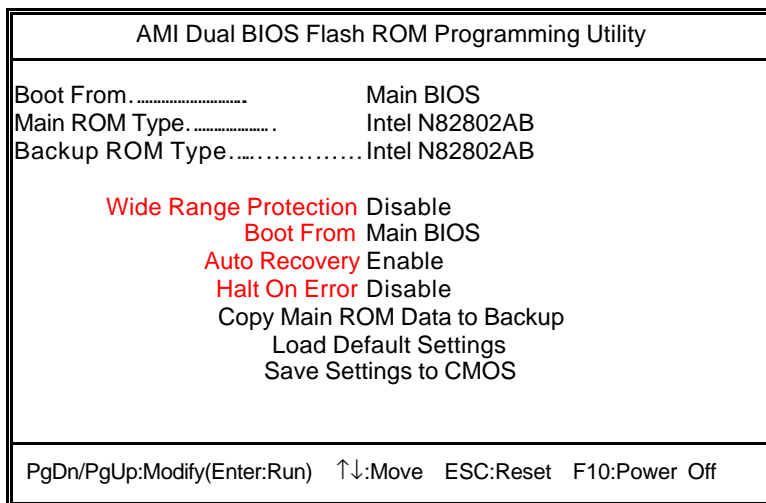 AMI Dual BIOS Flash ROM Programming Utility
Boot From........................... Main BIOS
Main ROM Type.................... Intel N82802AB
Backup ROM Type.................. Intel N82802AB
Wide Range Protection Disable
Boot From Main BIOS
Auto Recovery Enable
Halt On Error Disable
Copy Main ROM Data to Backup
Load Default Settings
Save Settings to CMOS
PgDn/PgUp:Modify(Enter:Run) ↑↓:Move ESC:Reset F10:Power Off